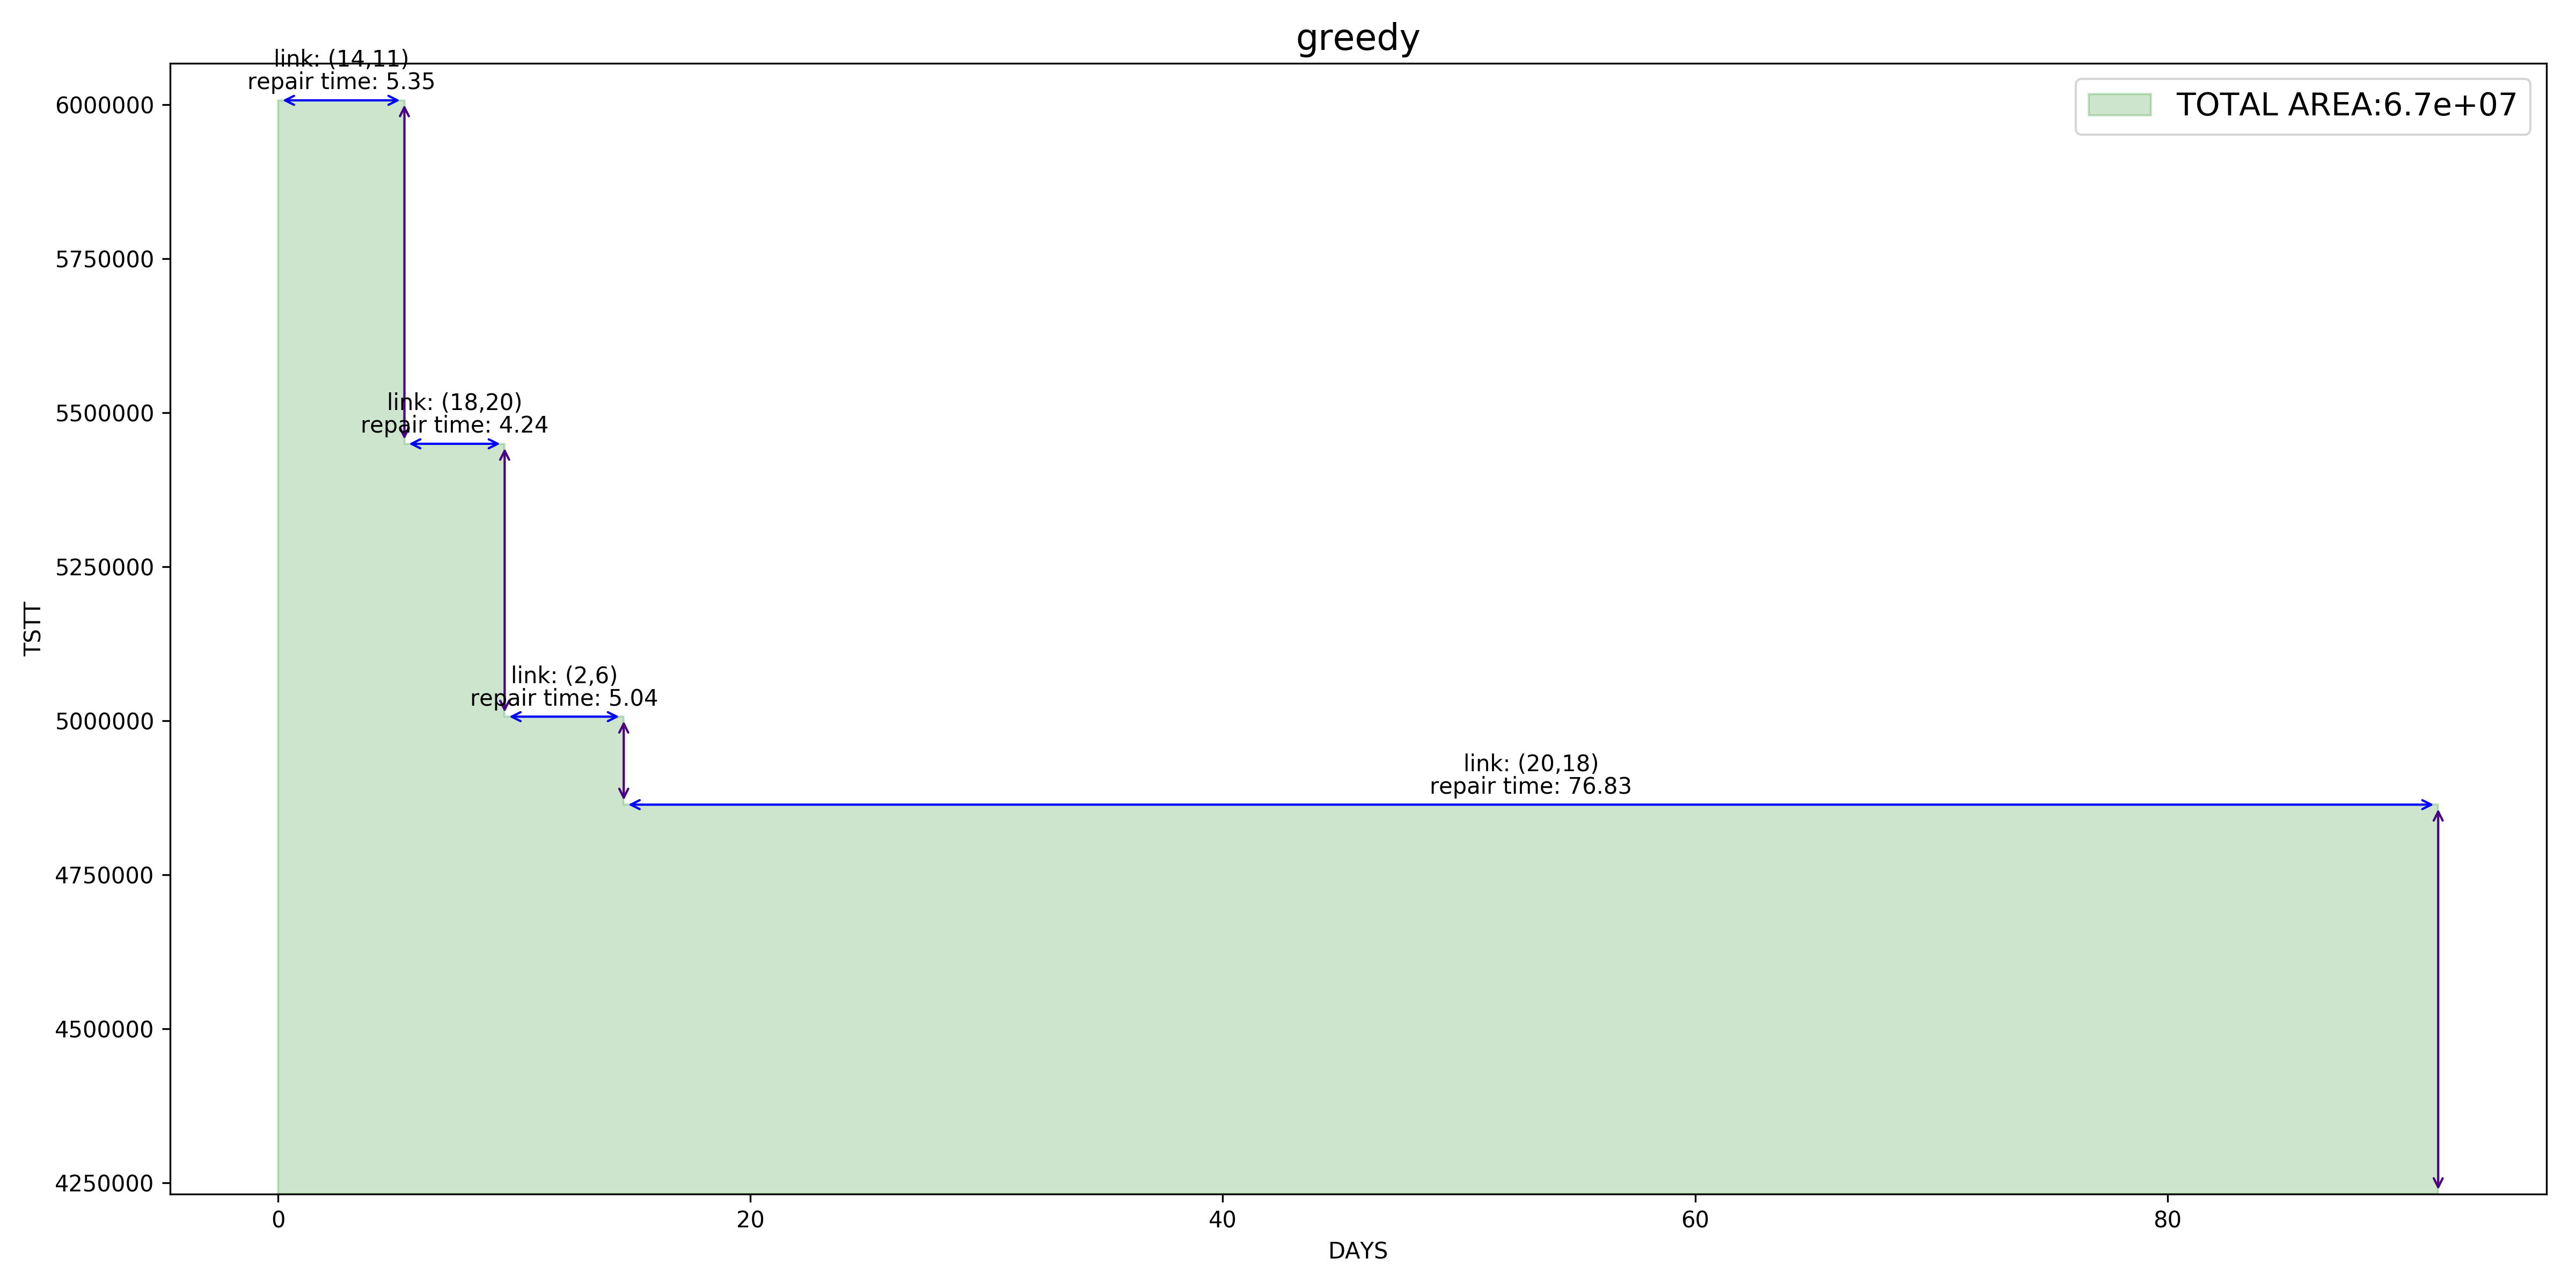 greedy
link: (14,11)
repair time: 5.35
TOTAL AREA:6.7e+07
6000000
5750000
5500000
5250000
5000000
4750000
4500000
4250000
link: (18,20)
repair time: 4.24
link: (2,6)
repair time: 5.04
link: (20,18)
repair time: 76.83
TSTT
0 20 40 60 80
DAYS